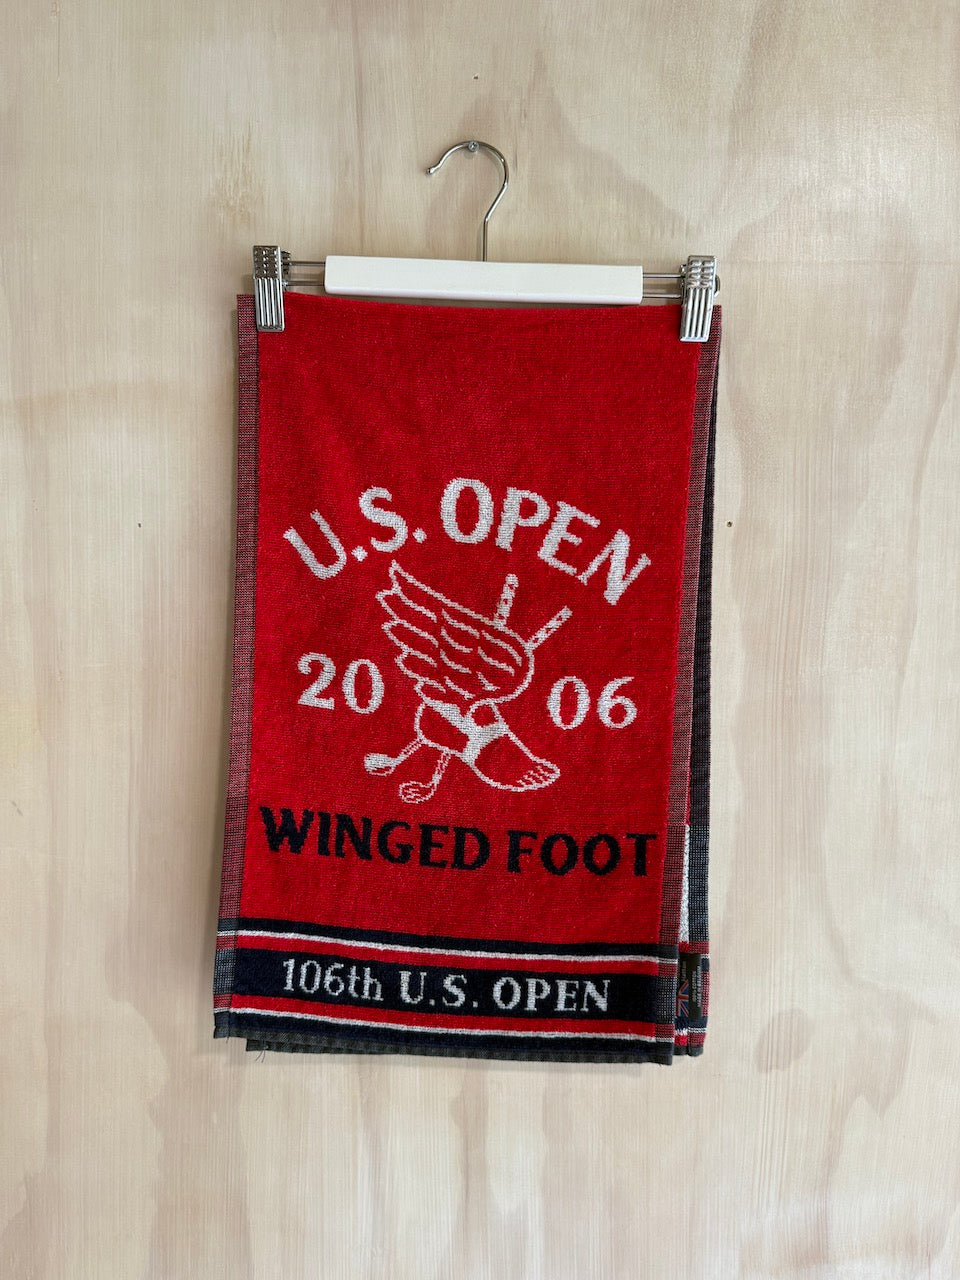 U.S. OPEN
20 06
WINGED FOOT
106th U.S. OPEN